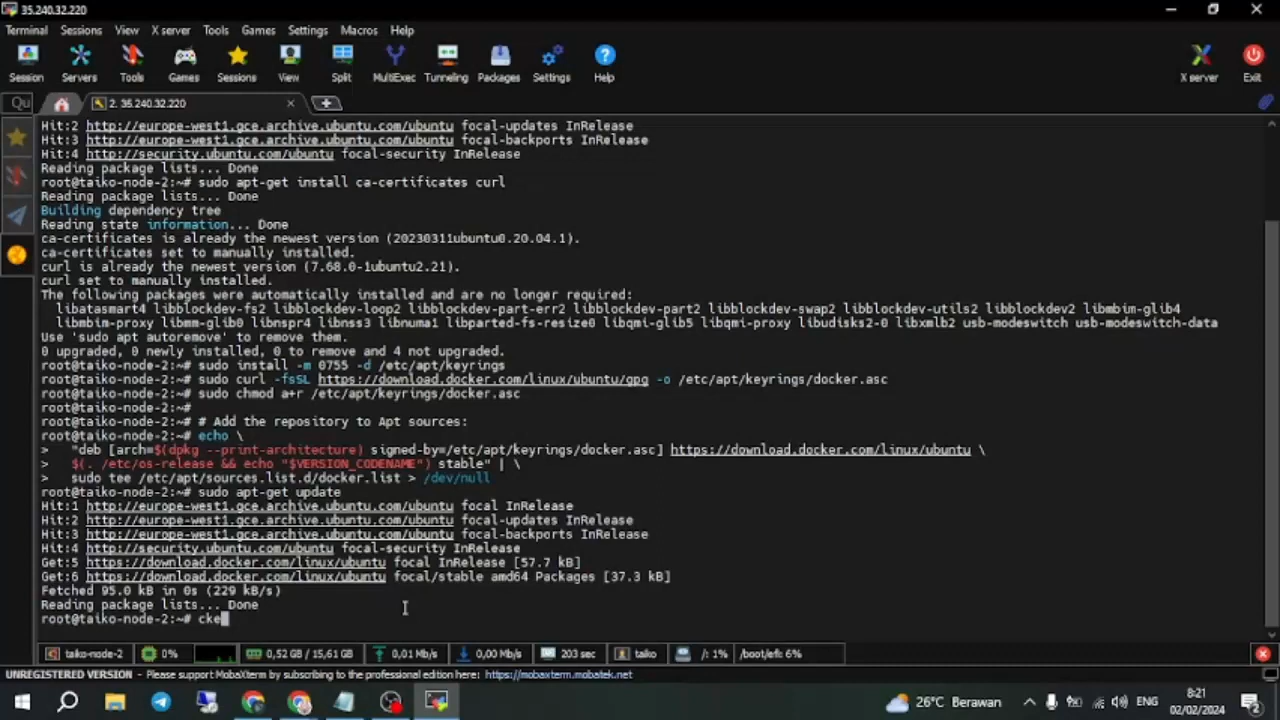 35.240.32.220
Terminal Sessions View X server Tools Games Settings Macros Help
Session Servers Tools Games Sessions View Split MultiExec Tunneling Packages Settings Help X server Exit
Qu 2. 35.240.32.220
Hit:2 http://europe-west1.gce.archive.ubuntu.com/ubuntu focal-updates InRelease
Hit:3 http://europe-west1.gce.archive.ubuntu.com/ubuntu focal-backports InRelease
Hit:4 http://security.ubuntu.com/ubuntu focal-security InRelease
Reading package lists... Done
root@taiko-node-2:~# sudo apt-get install ca-certificates curl
Reading package lists... Done
Building dependency tree
Reading state information... Done
ca-certificates is already the newest version (20230311ubuntu0.20.04.1).
ca-certificates set to manually installed.
curl is already the newest version (7.68.0-1ubuntu2.21).
curl set to manually installed.
The following packages were automatically installed and are no longer required:
libatasmart4 libblockdev-fs2 libblockdev-loop2 libblockdev-part-err2 libblockdev-part2 libblockdev-swap2 libblockdev-utils2 libblockdev2 libmbim-glib4
libmbim-proxy libmm-glib0 libnspr4 libnss3 libnuma1 libparted-fs-resize0 libqmi-glib5 libqmi-proxy libudisks2-0 libxmlb2 usb-modeswitch usb-modeswitch-data
Use 'sudo apt autoremove' to remove them.
0 upgraded, 0 newly installed, 0 to remove and 4 not upgraded.
root@taiko-node-2:~# sudo install -m 0755 -d /etc/apt/keyrings
root@taiko-node-2:~# sudo curl -fsSL https://download.docker.com/linux/ubuntu/gpg -o /etc/apt/keyrings/docker.asc
root@taiko-node-2:~# sudo chmod a+r /etc/apt/keyrings/docker.asc
root@taiko-node-2:~#
root@taiko-node-2:~# # Add the repository to Apt sources:
root@taiko-node-2:~# echo \
> "deb [arch=$(dpkg --print-architecture) signed-by=/etc/apt/keyrings/docker.asc] https://download.docker.com/linux/ubuntu \
> $(. /etc/os-release && echo "$VERSION_CODENAME") stable" | \
> sudo tee /etc/apt/sources.list.d/docker.list > /dev/null
root@taiko-node-2:~# sudo apt-get update
Hit:1 http://europe-west1.gce.archive.ubuntu.com/ubuntu focal InRelease
Hit:2 http://europe-west1.gce.archive.ubuntu.com/ubuntu focal-updates InRelease
Hit:3 http://europe-west1.gce.archive.ubuntu.com/ubuntu focal-backports InRelease
Hit:4 http://security.ubuntu.com/ubuntu focal-security InRelease
Get:5 https://download.docker.com/linux/ubuntu focal InRelease [57.7 kB]
Get:6 https://download.docker.com/linux/ubuntu focal/stable amd64 Packages [37.3 kB]
Fetched 95.0 kB in 0s (229 kB/s)
Reading package lists... Done
root@taiko-node-2:~# cke
taiko-node-2 0% 0,52 GB / 15,61 GB 0,01 Mb/s 0,00 Mb/s 203 sec taiko /: 1% /boot/efi: 6%
UNREGISTERED VERSION - Please support MobaXterm by subscribing to the professional edition here: https://mobaxterm.mobatek.net
26°C Berawan ENG 8:21
02/02/2024 2